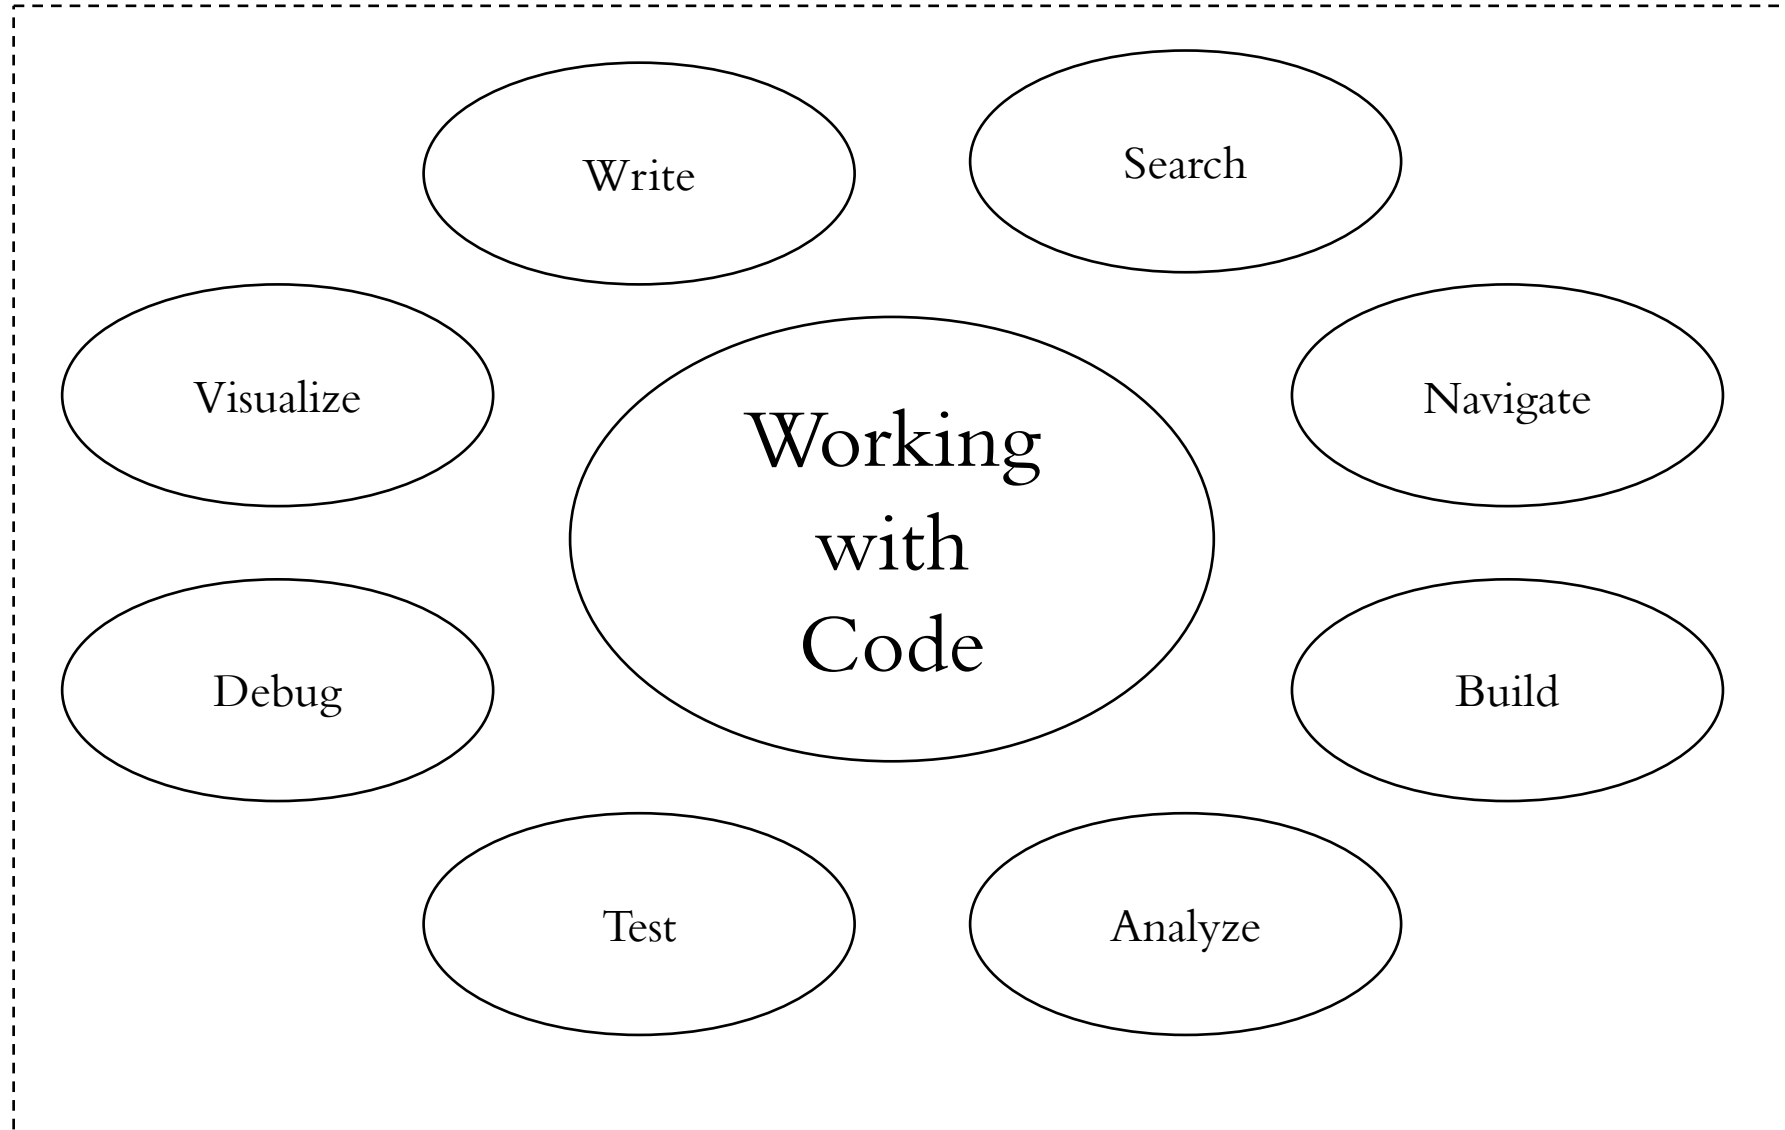 Write
Search
Visualize
Navigate
Working
with
Code
Debug
Build
Test
Analyze